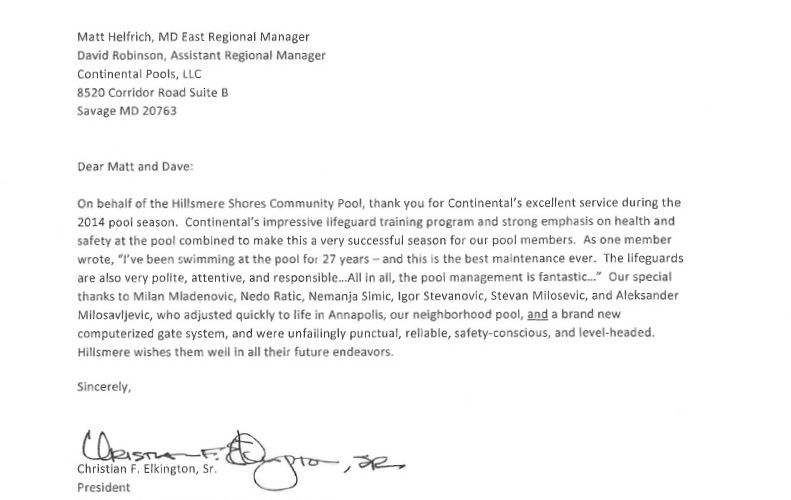 Matt Helfrich, MD East Regional Manager
David Robinson, Assistant Regional Manager
Continental Pools, LLC
8520 Corridor Road Suite B
Savage MD 20763
Dear Matt and Dave:
On behalf of the Hillsmere Shores Community Pool, thank you for Continental's excellent service during the
2014 pool season. Continental's impressive lifeguard training program and strong emphasis on health and
safety at the pool combined to make this a very successful season for our pool members. As one member
wrote, “I've been swimming at the pool for 27 years – and this is the best maintenance ever. The lifeguards
are also very polite, attentive, and responsible...All in all, the pool management is fantastic...” Our special
thanks to Milan Mladenovic, Nedo Ratic, Nemanja Simic, Igor Stevanovic, Stevan Milosevic, and Aleksander
Milosavljevic, who adjusted quickly to life in Annapolis, our neighborhood pool, and a brand new
computerized gate system, and were unfailingly punctual, reliable, safety-conscious, and level-headed.
Hillsmere wishes them well in all their future endeavors.
Sincerely,
Christian F. Elkington, Sr.
Christian F. Elkington, Sr.
President